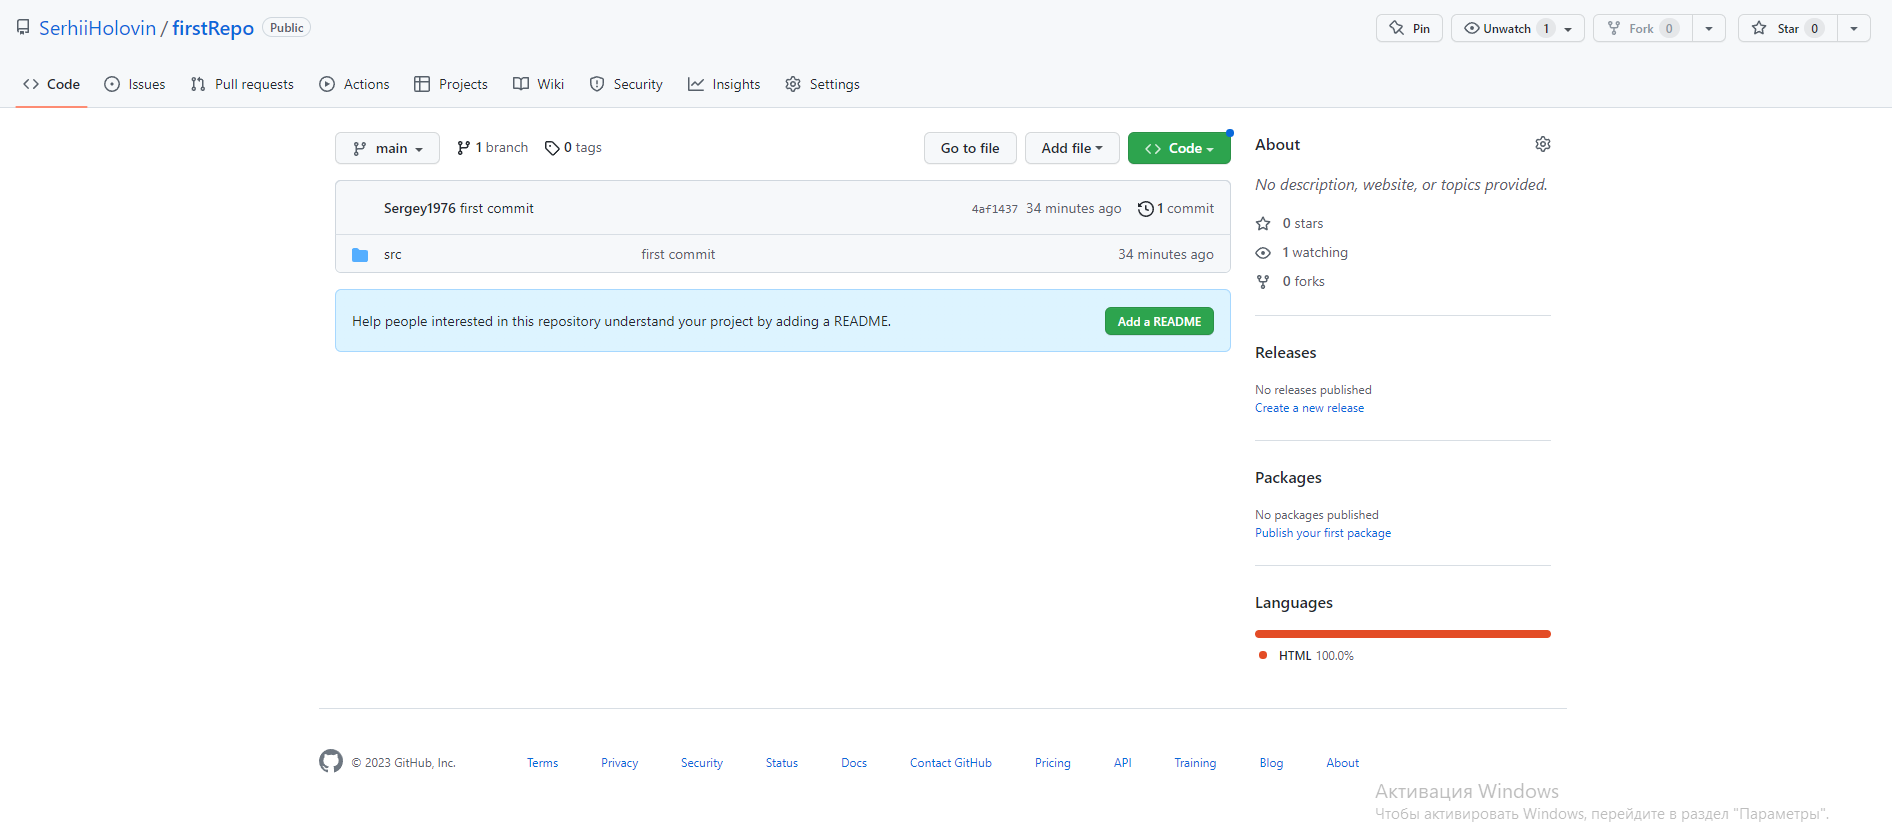 SerhiiHolovin / firstRepo Public
Pin Unwatch 1 Fork 0 Star 0
Code Issues Pull requests Actions Projects Wiki Security Insights Settings
main 1 branch 0 tags Go to file Add file Code
Sergey1976 first commit 4af1437 34 minutes ago 1 commit
src first commit 34 minutes ago
Help people interested in this repository understand your project by adding a README. Add a README
About
No description, website, or topics provided.
0 stars
1 watching
0 forks
Releases
No releases published
Create a new release
Packages
No packages published
Publish your first package
Languages
HTML 100.0%
© 2023 GitHub, Inc. Terms Privacy Security Status Docs Contact GitHub Pricing API Training Blog About
Активация Windows
Чтобы активировать Windows, перейдите в раздел "Параметры".